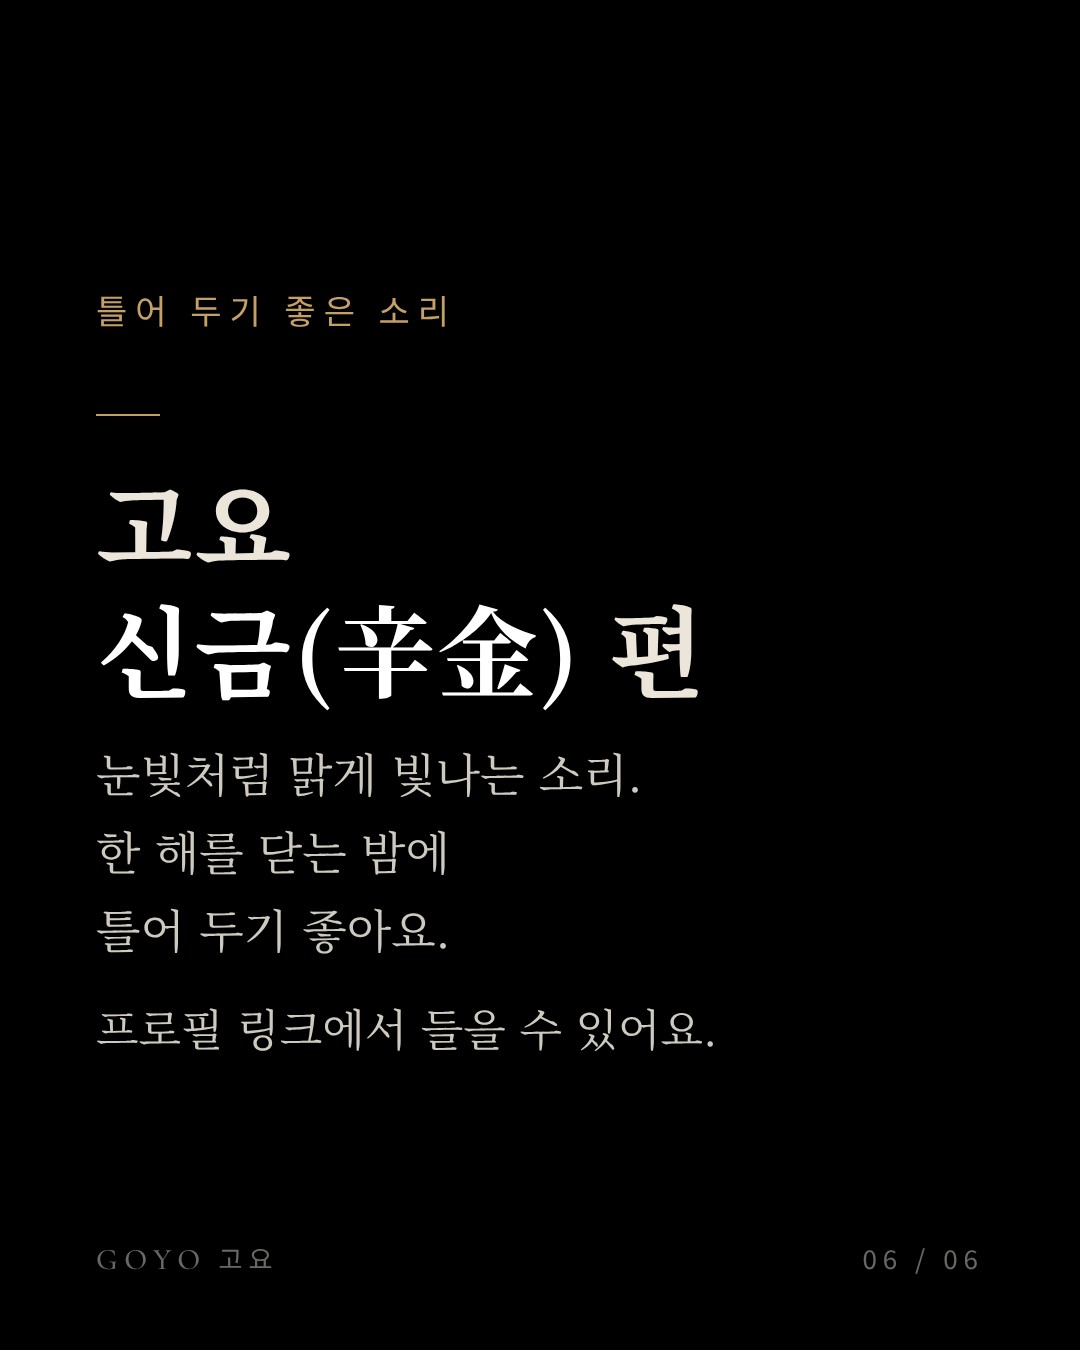 틀어 두기 좋은 소리
고요
신금(辛金) 편
눈빛처럼 맑게 빛나는 소리.
한 해를 닫는 밤에
틀어 두기 좋아요.
프로필 링크에서 들을 수 있어요.
GOYO 고요
06 / 06